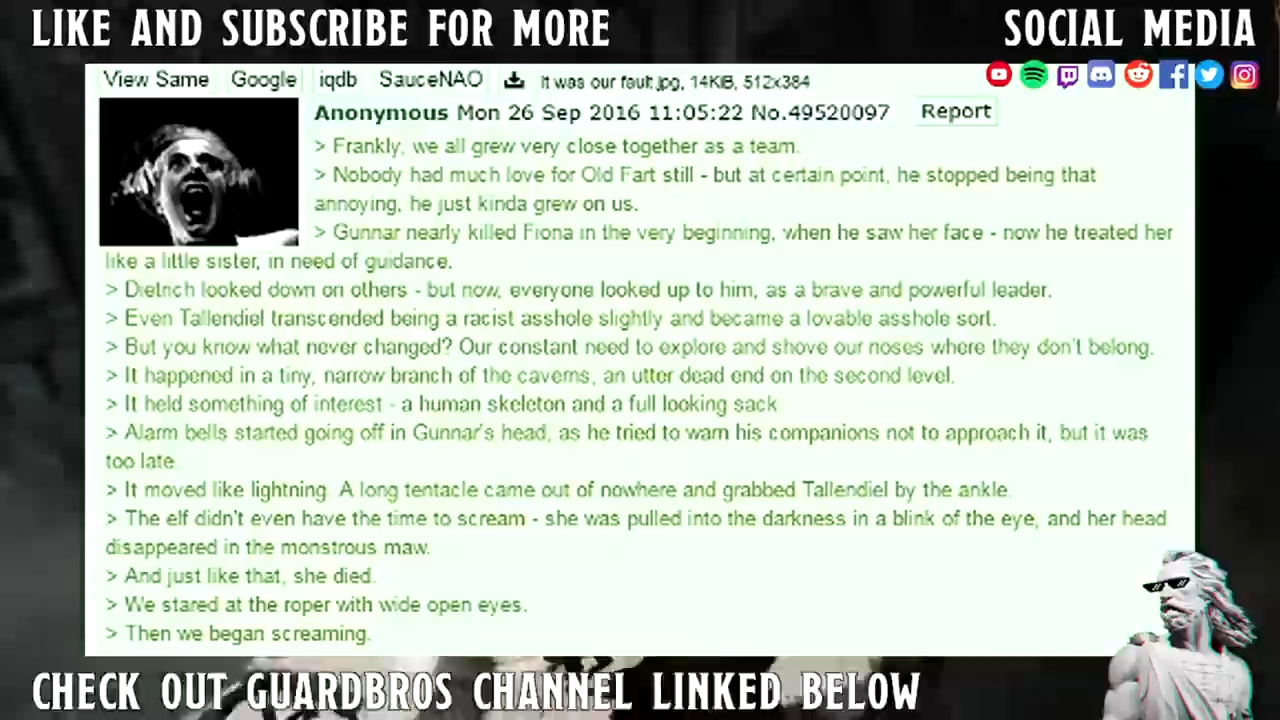 LIKE AND SUBSCRIBE FOR MORE
SOCIAL MEDIA
View Same Google iqdb SauceNAO It was our fault.jpg, 14KiB, 512x384
Anonymous Mon 26 Sep 2016 11:05:22 No.49520097 Report
> Frankly, we all grew very close together as a team.
> Nobody had much love for Old Fart still - but at certain point, he stopped being that
annoying, he just kinda grew on us.
> Gunnar nearly killed Fiona in the very beginning, when he saw her face - now he treated her
like a little sister, in need of guidance.
> Dietrich looked down on others - but now, everyone looked up to him, as a brave and powerful leader.
> Even Tallendiel transcended being a racist asshole slightly and became a lovable asshole sort.
> But you know what never changed? Our constant need to explore and shove our noses where they don't belong.
> It happened in a tiny, narrow branch of the caverns, an utter dead end on the second level.
> It held something of interest - a human skeleton and a full looking sack
> Alarm bells started going off in Gunnar's head, as he tried to warn his companions not to approach it, but it was
too late.
> It moved like lightning. A long tentacle came out of nowhere and grabbed Tallendiel by the ankle.
> The elf didn't even have the time to scream - she was pulled into the darkness in a blink of the eye, and her head
disappeared in the monstrous maw.
> And just like that, she died.
> We stared at the roper with wide open eyes.
> Then we began screaming.
CHECK OUT GUARDBROS CHANNEL LINKED BELOW